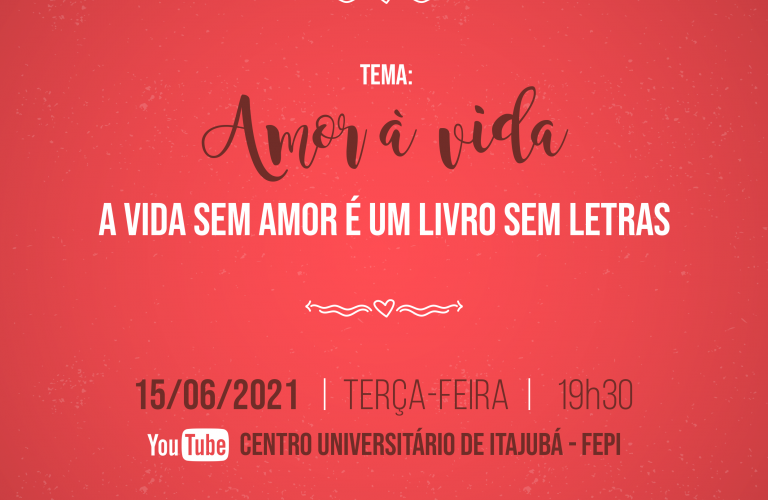 TEMA:
Amor à vida
A VIDA SEM AMOR É UM LIVRO SEM LETRAS
15/06/2021 | TERÇA-FEIRA | 19h30
YouTube CENTRO UNIVERSITÁRIO DE ITAJUBÁ - FEPI